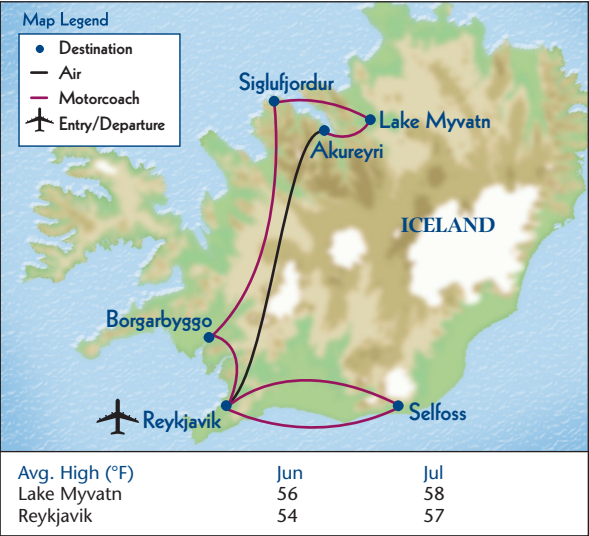 Map Legend
Destination
Air
Motorcoach
Entry/Departure
Siglufjordur
Lake Myvatn
Akureyri
ICELAND
Borgarbyggo
Reykjavik
Selfoss
Avg. High (°F) Jun Jul
Lake Myvatn 56 58
Reykjavik 54 57